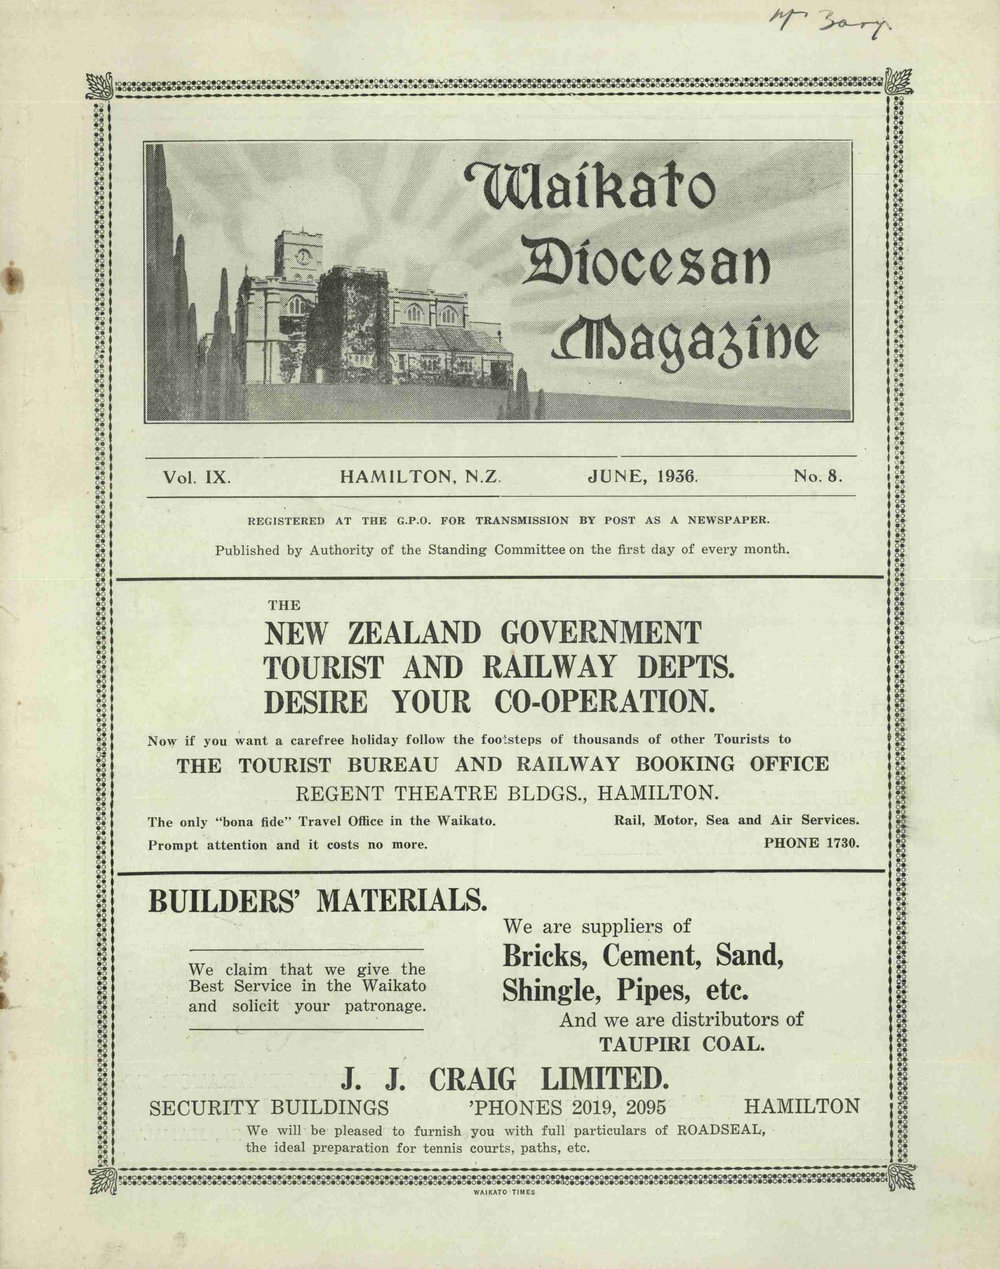 Waikato
Diocesan
Magazine
Vol. IX.    HAMILTON, N.Z.    JUNE, 1936.    No. 8.
REGISTERED AT THE G.P.O. FOR TRANSMISSION BY POST AS A NEWSPAPER.
Published by Authority of the Standing Committee on the first day of every month.
THE
NEW ZEALAND GOVERNMENT
TOURIST AND RAILWAY DEPTS.
DESIRE YOUR CO-OPERATION.
Now if you want a carefree holiday follow the footsteps of thousands of other Tourists to
THE TOURIST BUREAU AND RAILWAY BOOKING OFFICE
REGENT THEATRE BLDGS., HAMILTON.
The only "bona fide" Travel Office in the Waikato.    Rail, Motor, Sea and Air Services.
Prompt attention and it costs no more.    PHONE 1730.
BUILDERS' MATERIALS.
We claim that we give the
Best Service in the Waikato
and solicit your patronage.
We are suppliers of
Bricks, Cement, Sand,
Shingle, Pipes, etc.
And we are distributors of
TAUPIRI COAL.
J. J. CRAIG LIMITED.
SECURITY BUILDINGS    'PHONES 2019, 2095    HAMILTON
We will be pleased to furnish you with full particulars of ROADSEAL,
the ideal preparation for tennis courts, paths, etc.
WAIKATO TIMES